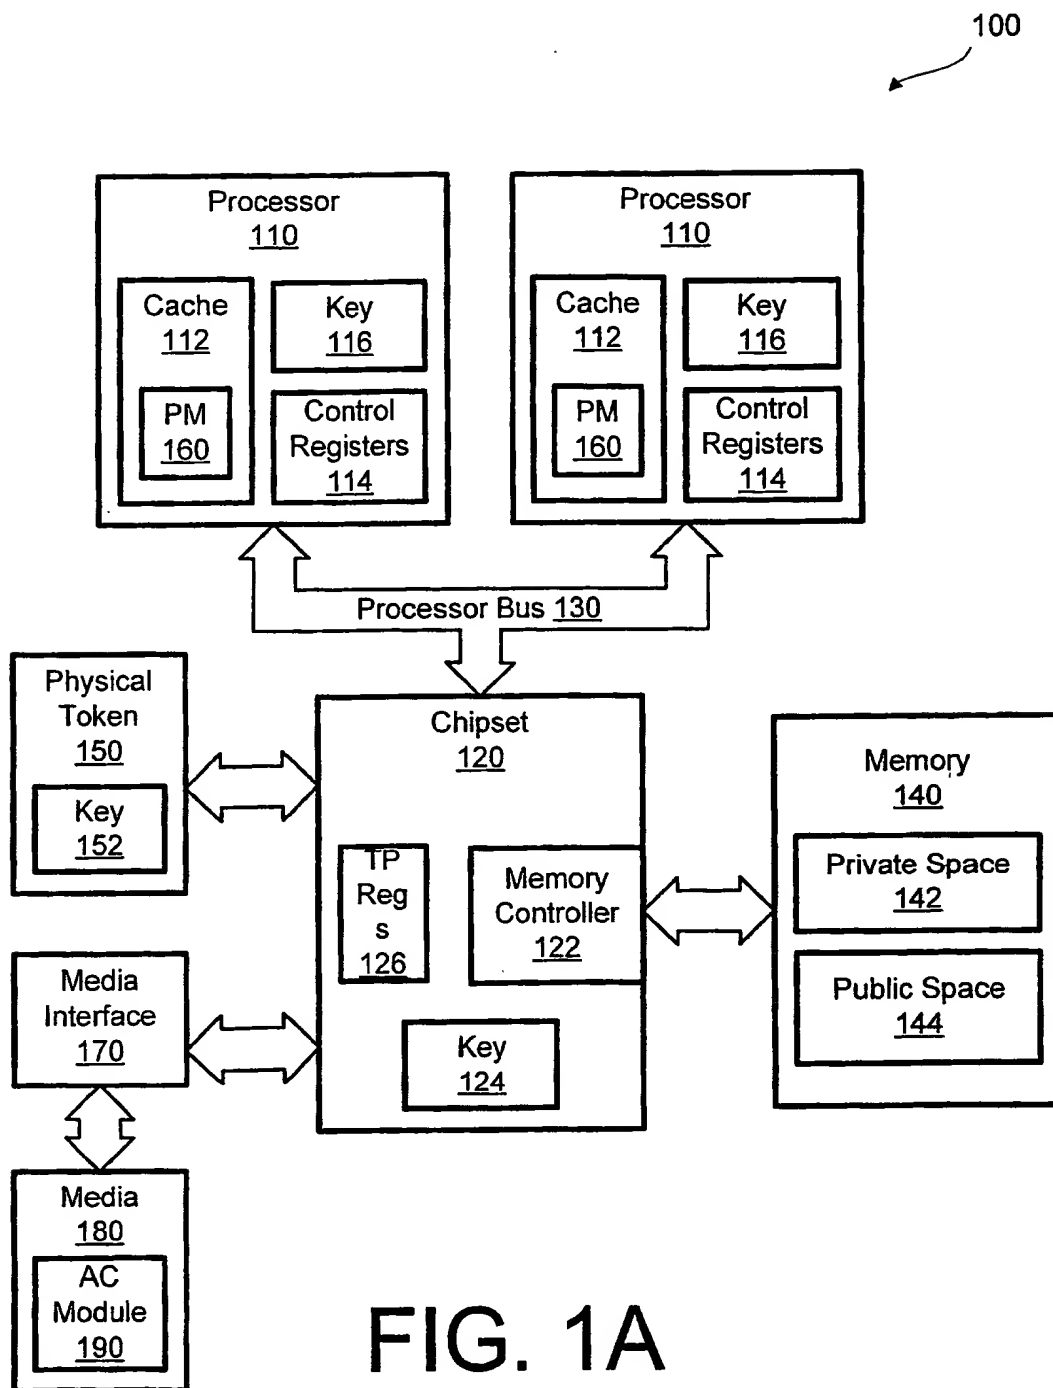 100
Processor
110
Cache
112
PM
160
Key
116
Control
Registers
114
Processor
110
Cache
112
PM
160
Key
116
Control
Registers
114
Processor Bus 130
Physical
Token
150
Key
152
Chipset
120
TP
Reg
s
126
Memory
Controller
122
Key
124
Memory
140
Private Space
142
Public Space
144
Media
Interface
170
Media
180
AC
Module
190
FIG. 1A